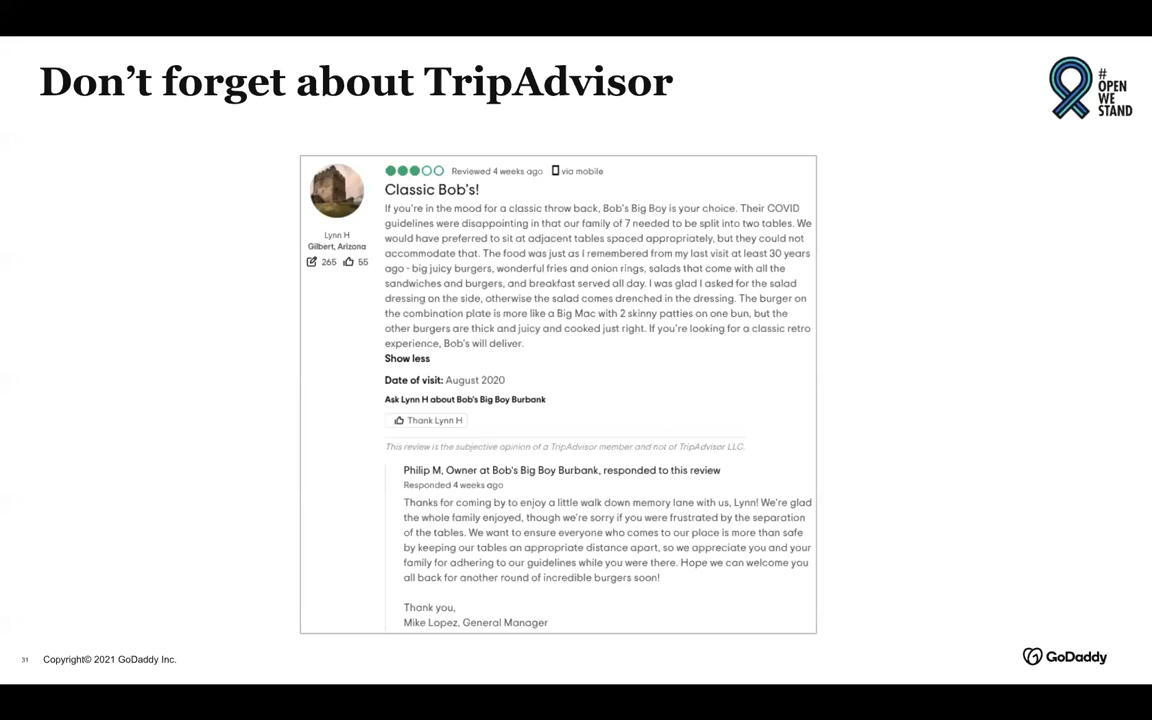 Don't forget about TripAdvisor
#
OPEN
WE
STAND
Reviewed 4 weeks ago via mobile
Classic Bob's!
If you're in the mood for a classic throw back, Bob's Big Boy is your choice. Their COVID
guidelines were disappointing in that our family of 7 needed to be split into two tables. We
would have preferred to sit at adjacent tables spaced appropriately, but they could not
accommodate that. The food was just as I remembered from my last visit at least 30 years
ago - big juicy burgers, wonderful fries and onion rings, salads that come with all the
sandwiches and burgers, and breakfast served all day. I was glad I asked for the salad
dressing on the side, otherwise the salad comes drenched in the dressing. The burger on
the combination plate is more like a Big Mac with 2 skinny patties on one bun, but the
other burgers are thick and juicy and cooked just right. If you're looking for a classic retro
experience, Bob's will deliver.
Show less
Lynn H
Gilbert, Arizona
265 55
Date of visit: August 2020
Ask Lynn H about Bob's Big Boy Burbank
Thank Lynn H
This review is the subjective opinion of a TripAdvisor member and not of TripAdvisor LLC.
Philip M, Owner at Bob's Big Boy Burbank, responded to this review
Responded 4 weeks ago
Thanks for coming by to enjoy a little walk down memory lane with us, Lynn! We're glad
the whole family enjoyed, though we're sorry if you were frustrated by the separation
of the tables. We want to ensure everyone who comes to our place is more than safe
by keeping our tables an appropriate distance apart, so we appreciate you and your
family for adhering to our guidelines while you were there. Hope we can welcome you
all back for another round of incredible burgers soon!
Thank you,
Mike Lopez, General Manager
31 Copyright© 2021 GoDaddy Inc.
GoDaddy